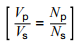 [ Vp / Vs = Np / Ns ]